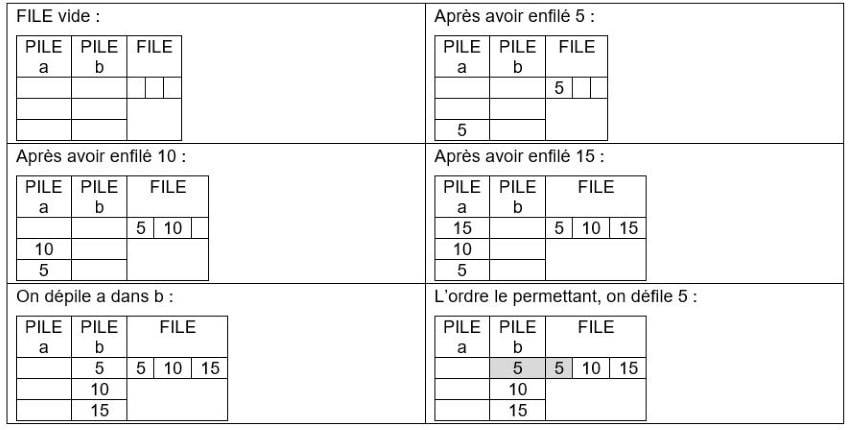 FILE vide :
PILE a PILE b FILE
Après avoir enfilé 5 :
PILE a PILE b FILE
5
5
Après avoir enfilé 10 :
PILE a PILE b FILE
5 10
10
5
Après avoir enfilé 15 :
PILE a PILE b FILE
15 5 10 15
10
5
On dépile a dans b :
PILE a PILE b FILE
5 5 10 15
10
15
L'ordre le permettant, on défile 5 :
PILE a PILE b FILE
5 5 10 15
10
15